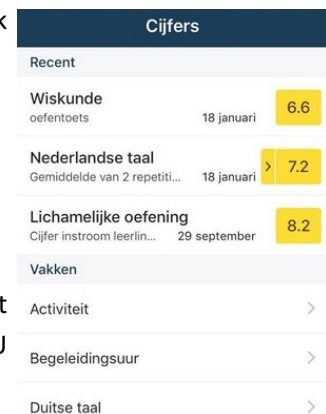 k
Cijfers
Recent
Wiskunde
oefentoets 18 januari 6.6
Nederlandse taal
Gemiddelde van 2 repetiti... 18 januari > 7.2
Lichamelijke oefening
Cijfer instroom leerlin... 29 september 8.2
Vakken
t
Activiteit
Begeleidingsuur
Duitse taal